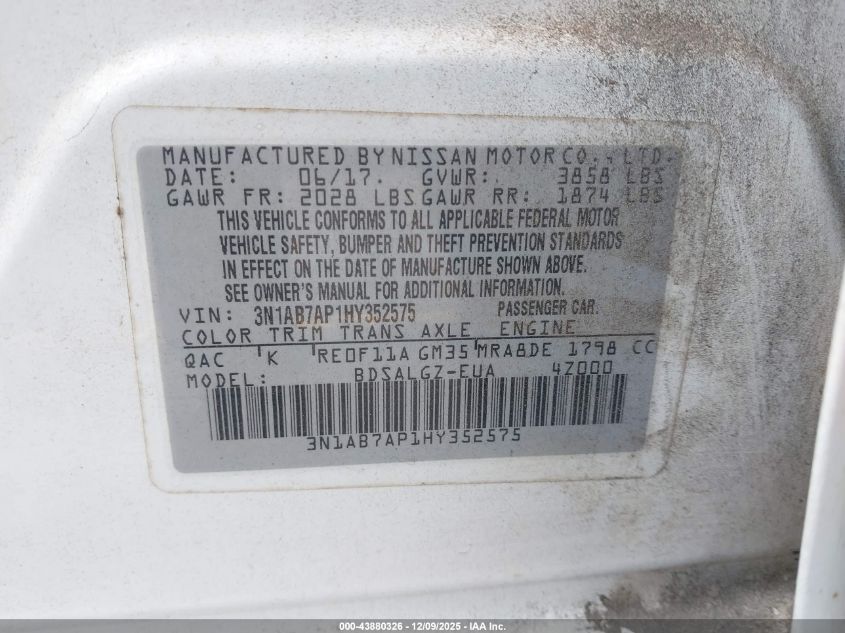 MANUFACTURED BY NISSAN MOTOR CO., LTD.
DATE: 06/17. GVWR: 3858 LBS
GAWR FR: 2028 LBS GAWR RR: 1874 LBS
THIS VEHICLE CONFORMS TO ALL APPLICABLE FEDERAL MOTOR
VEHICLE SAFETY, BUMPER AND THEFT PREVENTION STANDARDS
IN EFFECT ON THE DATE OF MANUFACTURE SHOWN ABOVE.
SEE OWNER'S MANUAL FOR ADDITIONAL INFORMATION.
VIN: 3N1AB7AP1HY352575 PASSENGER CAR.
COLOR TRIM TRANS AXLE ENGINE
QAC K RE0F11A GM35 MRA8DE 1798 CC
MODEL: BDSALGZ-EUA 4Z000
3N1AB7AP1HY352575
000-43880326 - 12/09/2025 - IAA Inc.